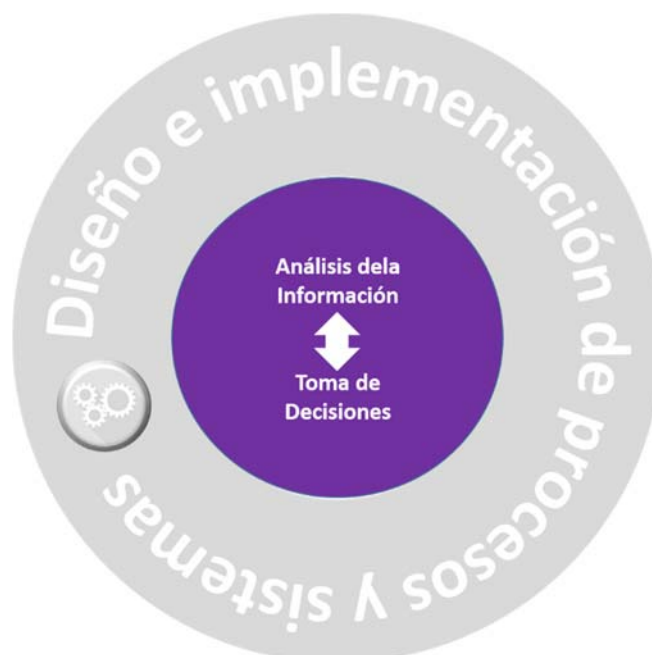 Diseño e implementación de procesos y sistemas
Análisis dela
Información
Toma de
Decisiones